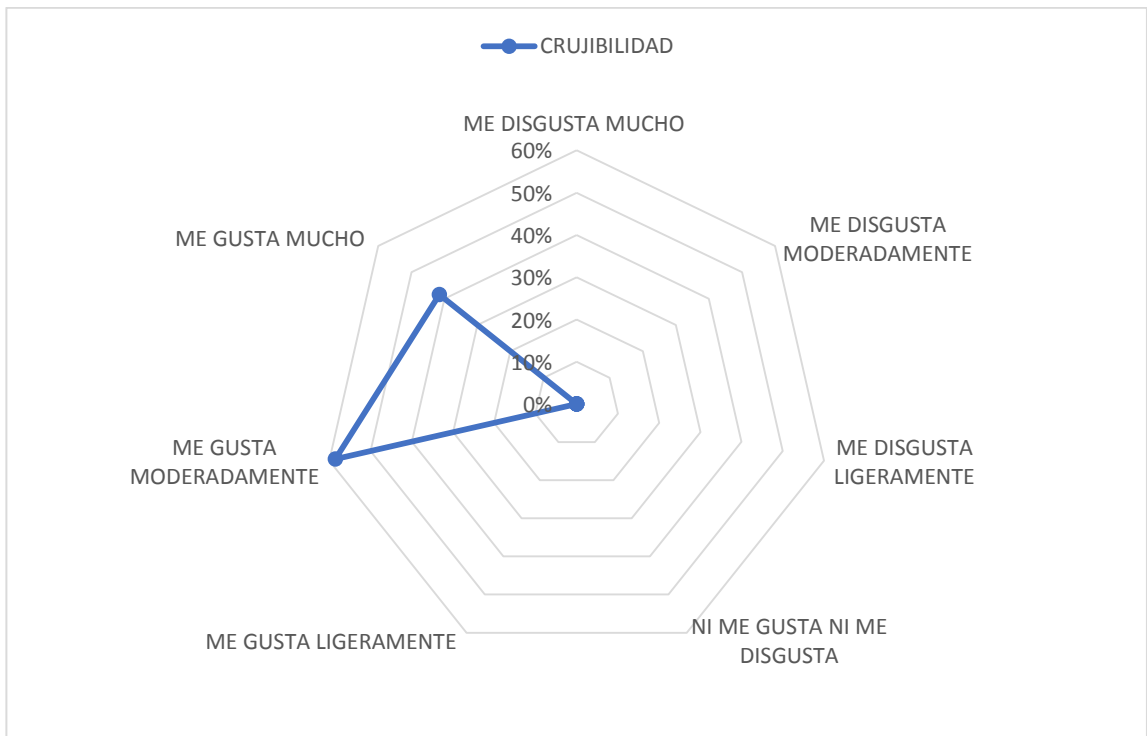 CRUJIBILIDAD
ME DISGUSTA MUCHO
60%
50%
40%
30%
20%
10%
0%
ME DISGUSTA
MODERADAMENTE
ME DISGUSTA
LIGERAMENTE
NI ME GUSTA NI ME
DISGUSTA
ME GUSTA LIGERAMENTE
ME GUSTA
MODERADAMENTE
ME GUSTA MUCHO